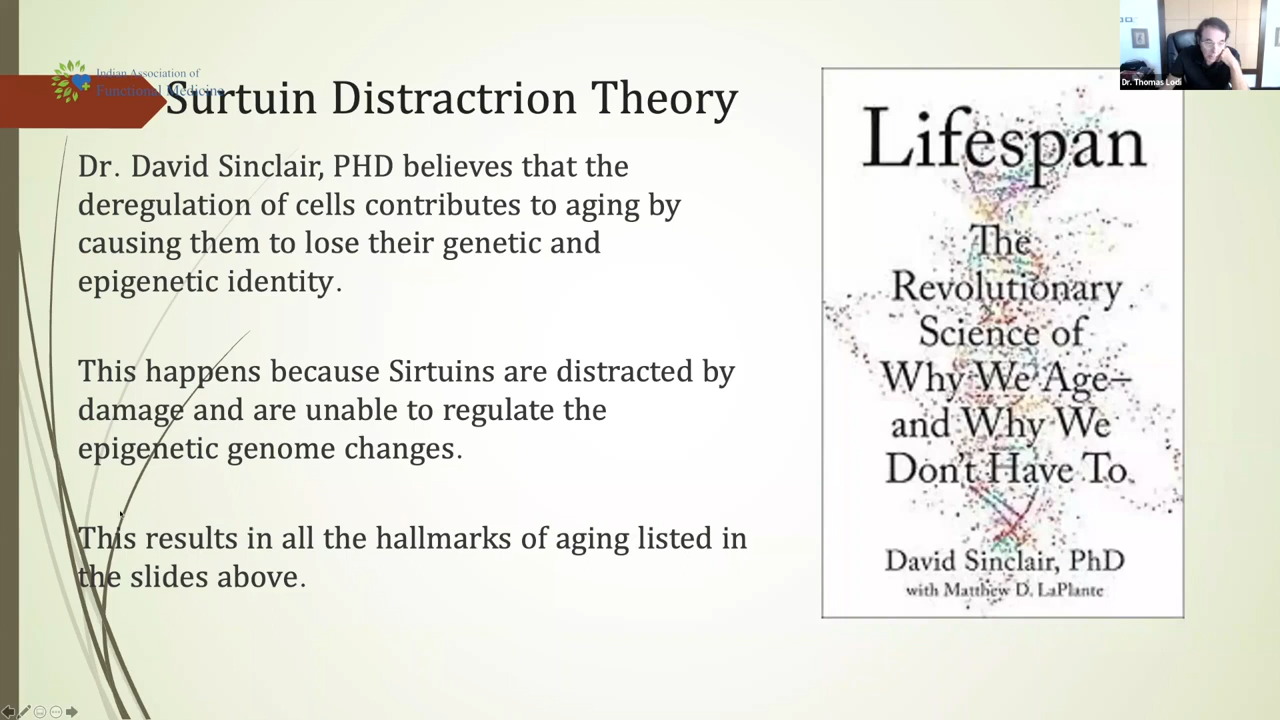 Indian Association of
Functional Medicine
Surtuin Distractrion Theory
Dr. David Sinclair, PHD believes that the
deregulation of cells contributes to aging by
causing them to lose their genetic and
epigenetic identity.
This happens because Sirtuins are distracted by
damage and are unable to regulate the
epigenetic genome changes.
This results in all the hallmarks of aging listed in
the slides above.
Lifespan
The
Revolutionary
Science of
Why We Age–
and Why We
Don't Have To
David Sinclair, PhD
with Matthew D. LaPlante
Dr. Thomas Lodi